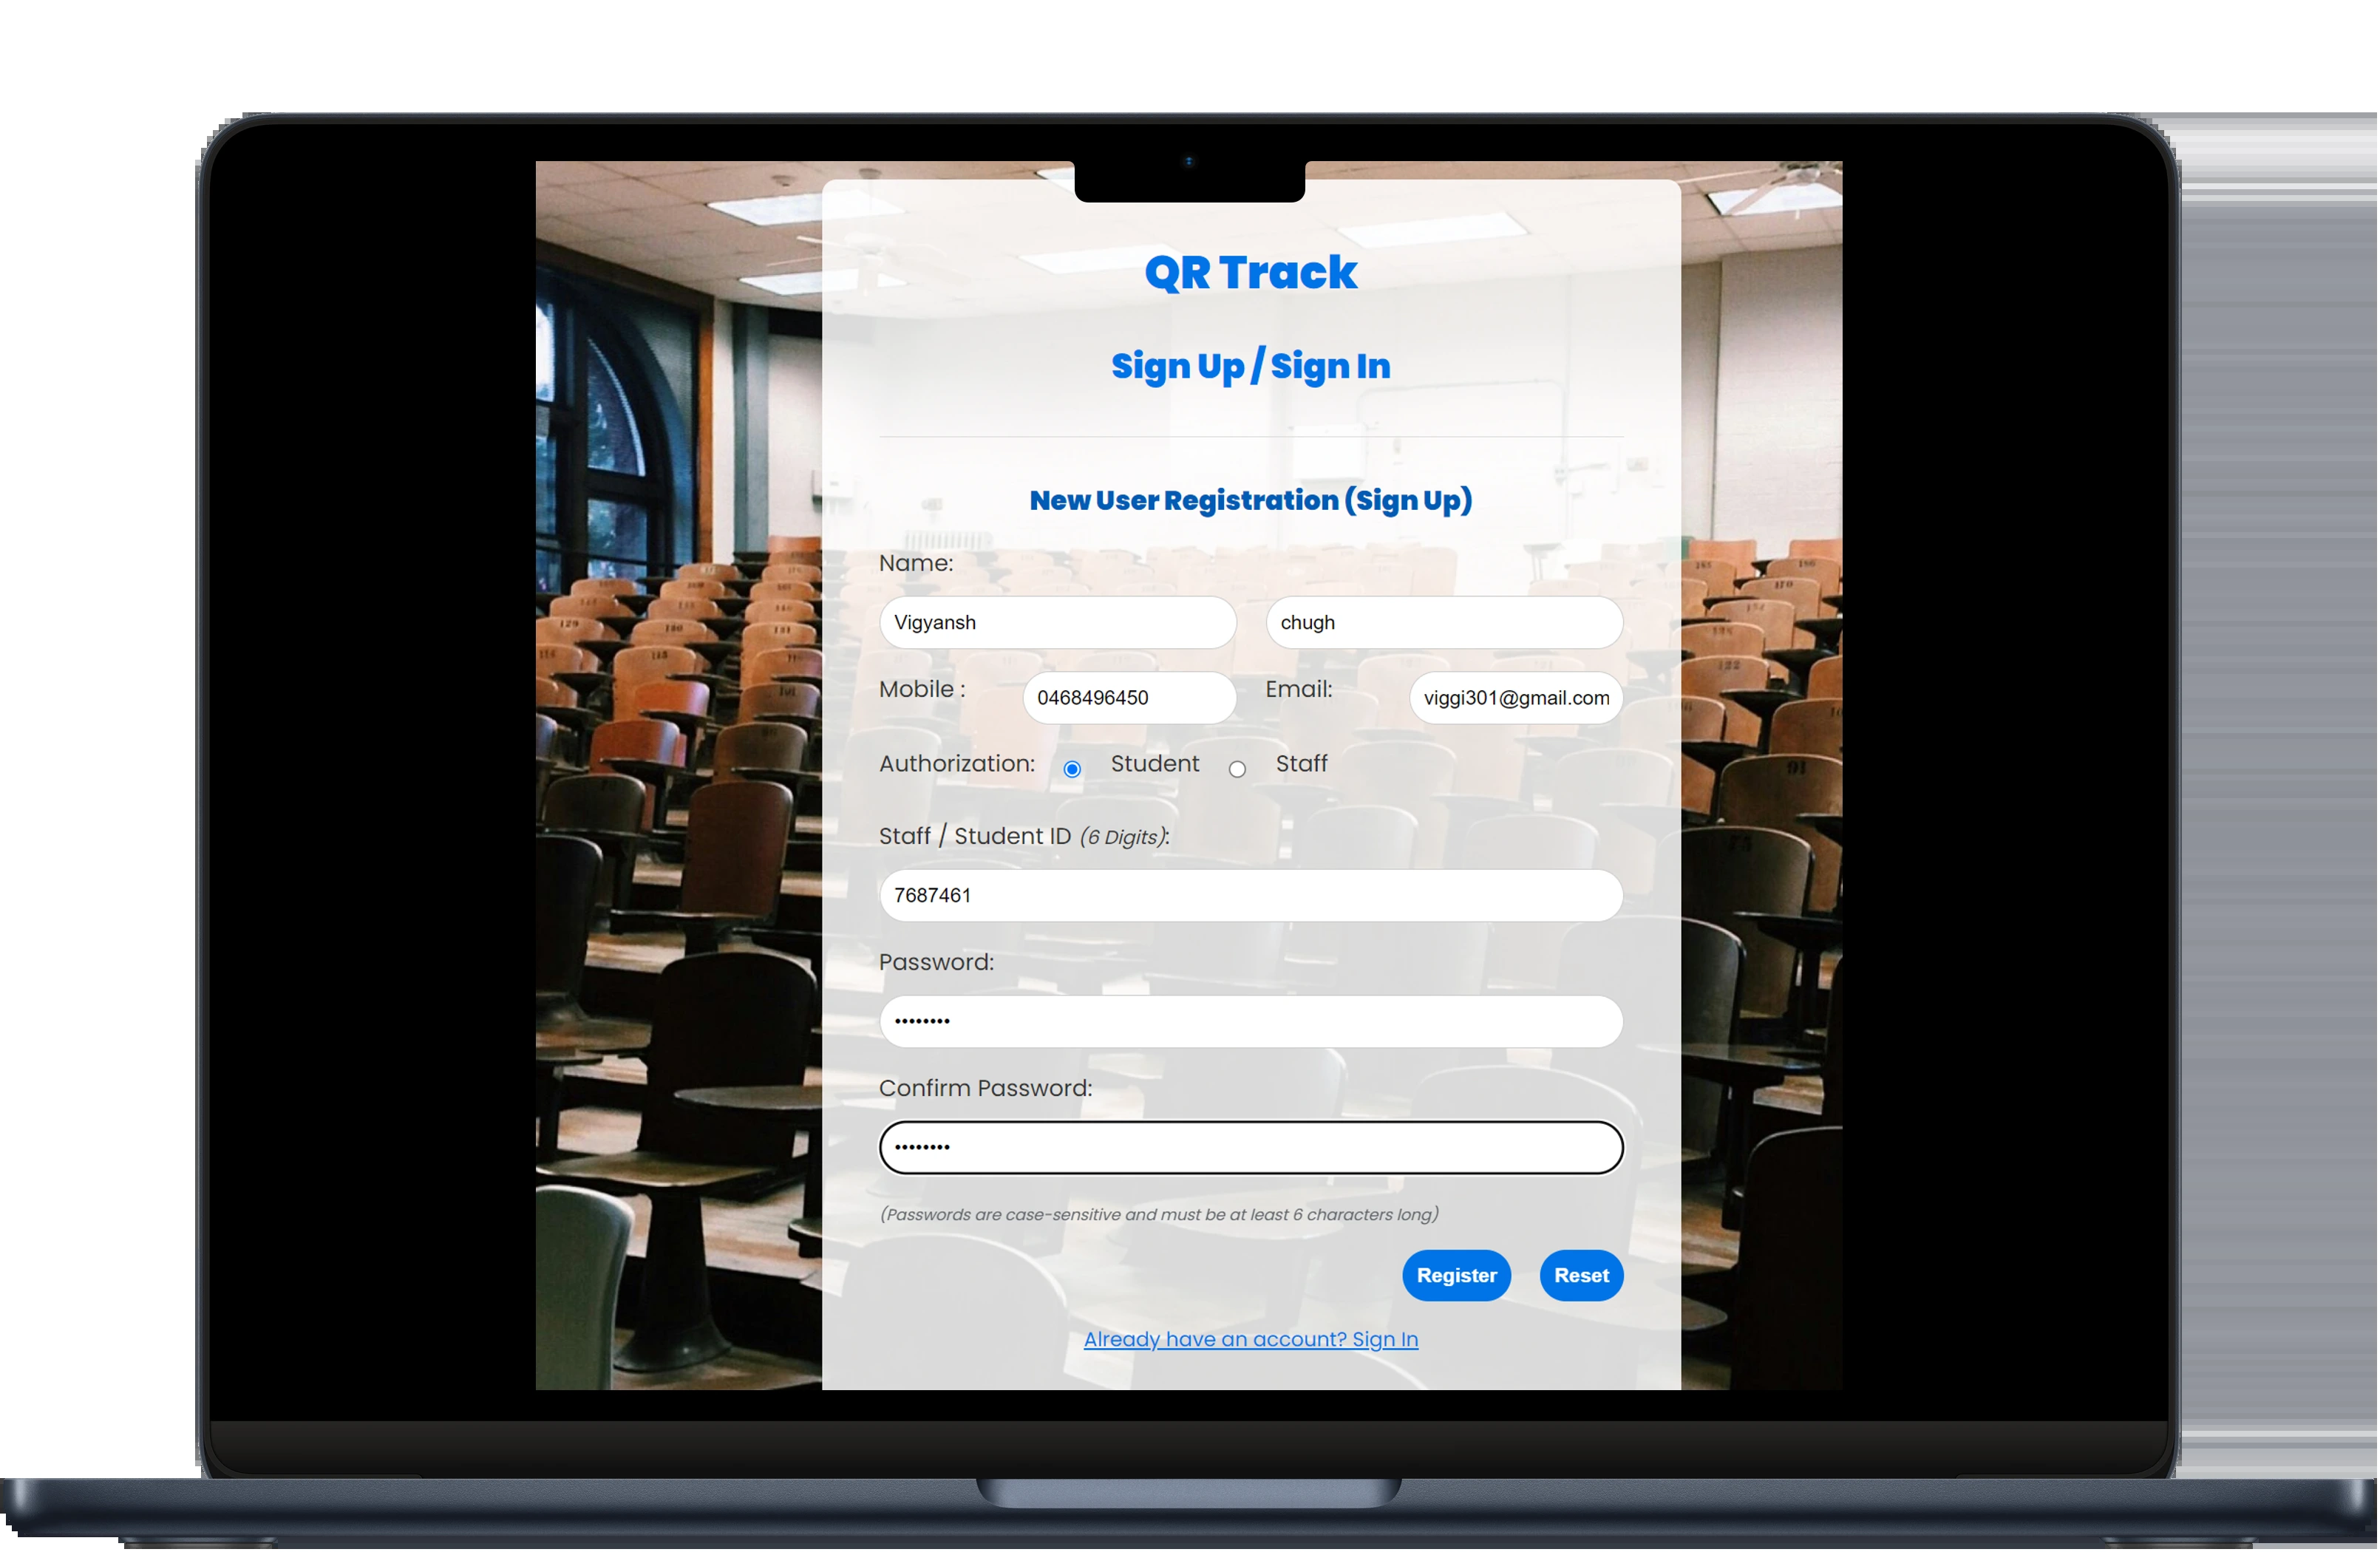 QR Track
Sign Up / Sign In
New User Registration (Sign Up)
Name:
Vigyansh chugh
Mobile : 0468496450 Email: viggi301@gmail.com
Authorization: Student Staff
Staff / Student ID (6 Digits):
7687461
Password:
••••••••
Confirm Password:
••••••••
(Passwords are case-sensitive and must be at least 6 characters long)
Register Reset
Already have an account? Sign In